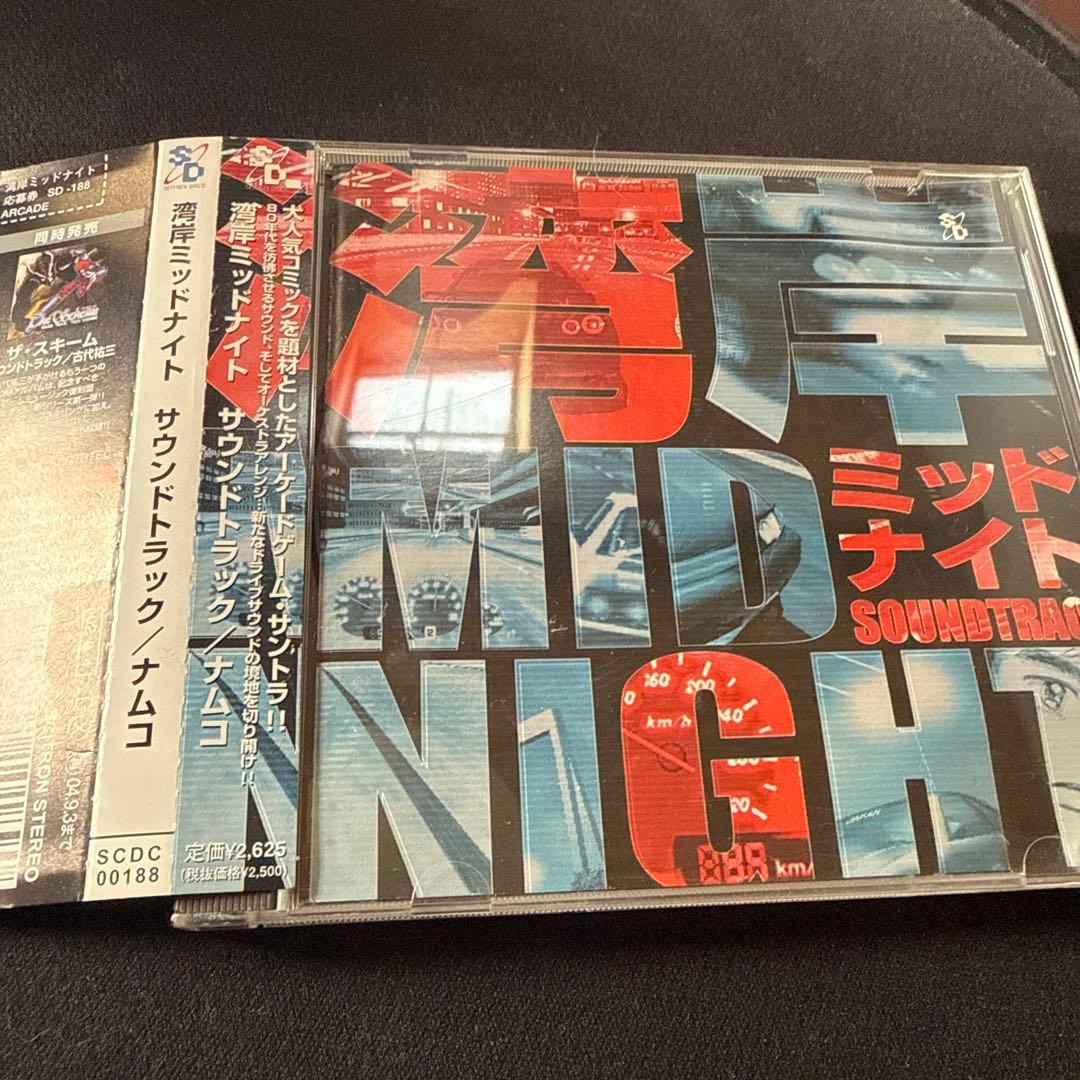 湾岸ミッドナイト
応募券 SD-188
ARCADE
同時発売
ザ・スキーム
ウンドトラック/古代祐三
ERDN STEREO
SD
湾岸ミッドナイト サウンドトラック/ナムコ
SCDC
00188
SD
大人気コミックを題材としたアーケードゲーム・サントラ!!
80年代を彷彿させるサウンド、そしてオーケストラアレンジ…新たなドライブサウンドの境地を切り開け!!
湾岸ミッドナイト サウンドトラック/ナムコ
定価¥2,625
(税抜価格¥2,500)
湾岸
SD
MID
ミッド
ナイト
SOUNDTRAC
NIGHT
km/h
km/